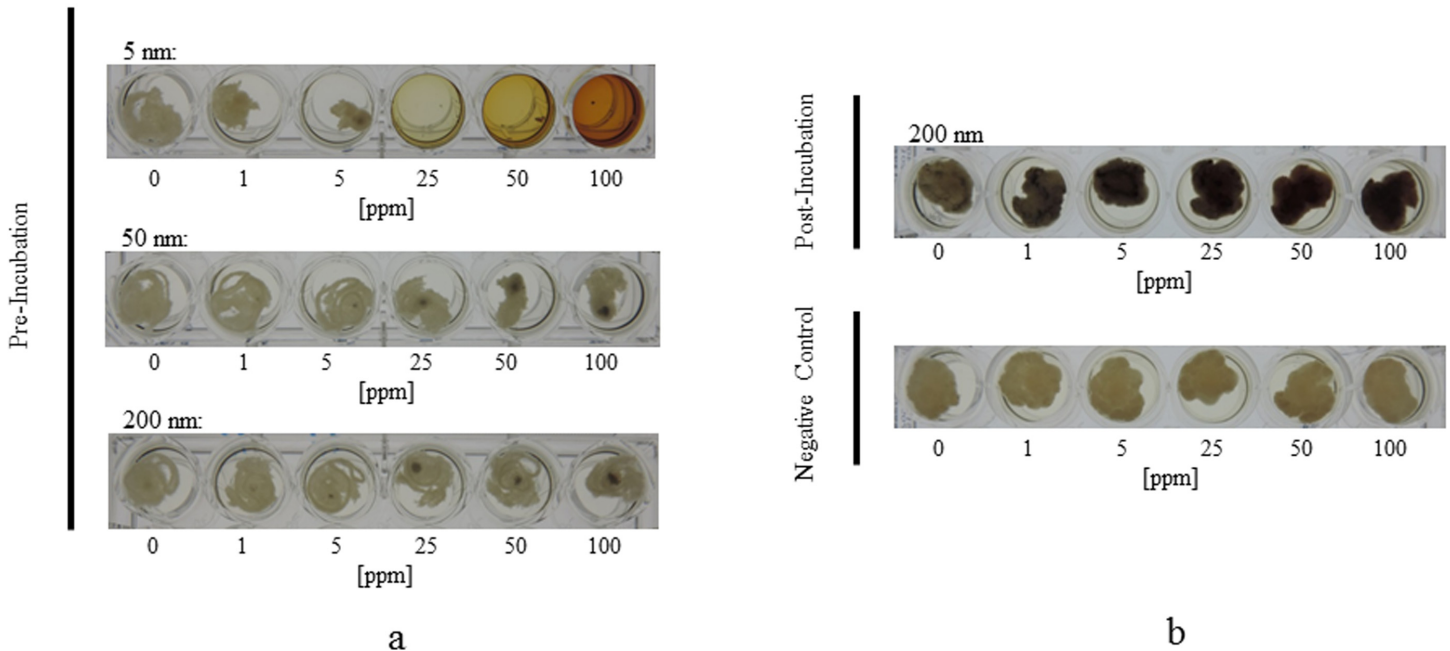 Pre-Incubation
5 nm:
0 1 5 25 50 100
[ppm]
50 nm:
0 1 5 25 50 100
[ppm]
200 nm:
0 1 5 25 50 100
[ppm]
a
Post-Incubation
200 nm
0 1 5 25 50 100
[ppm]
Negative Control
0 1 5 25 50 100
[ppm]
b